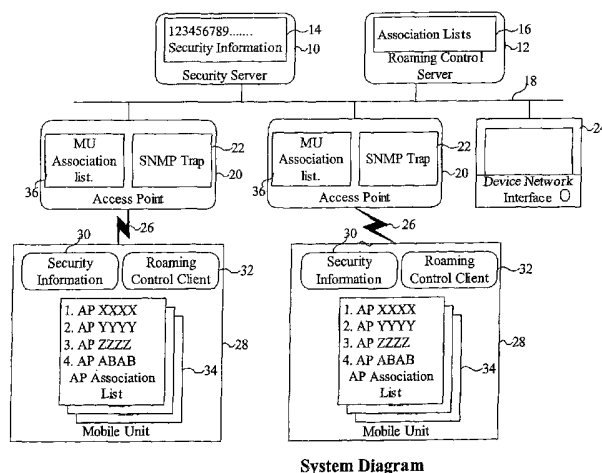 123456789.......
Security Information
14
10
Security Server
Association Lists
16
12
Roaming Control
Server
18
MU
Association
list.
SNMP Trap
22
20
36
Access Point
MU
Association
list.
SNMP Trap
22
20
36
Access Point
24
Device Network
Interface
26
26
30
Security
Information
Roaming
Control Client
32
1. AP XXXX
2. AP YYYY
3. AP ZZZZ
4. AP ABAB
AP Association
List
28
34
Mobile Unit
30
Security
Information
Roaming
Control Client
32
1. AP XXXX
2. AP YYYY
3. AP ZZZZ
4. AP ABAB
AP Association
List
28
34
Mobile Unit
System Diagram